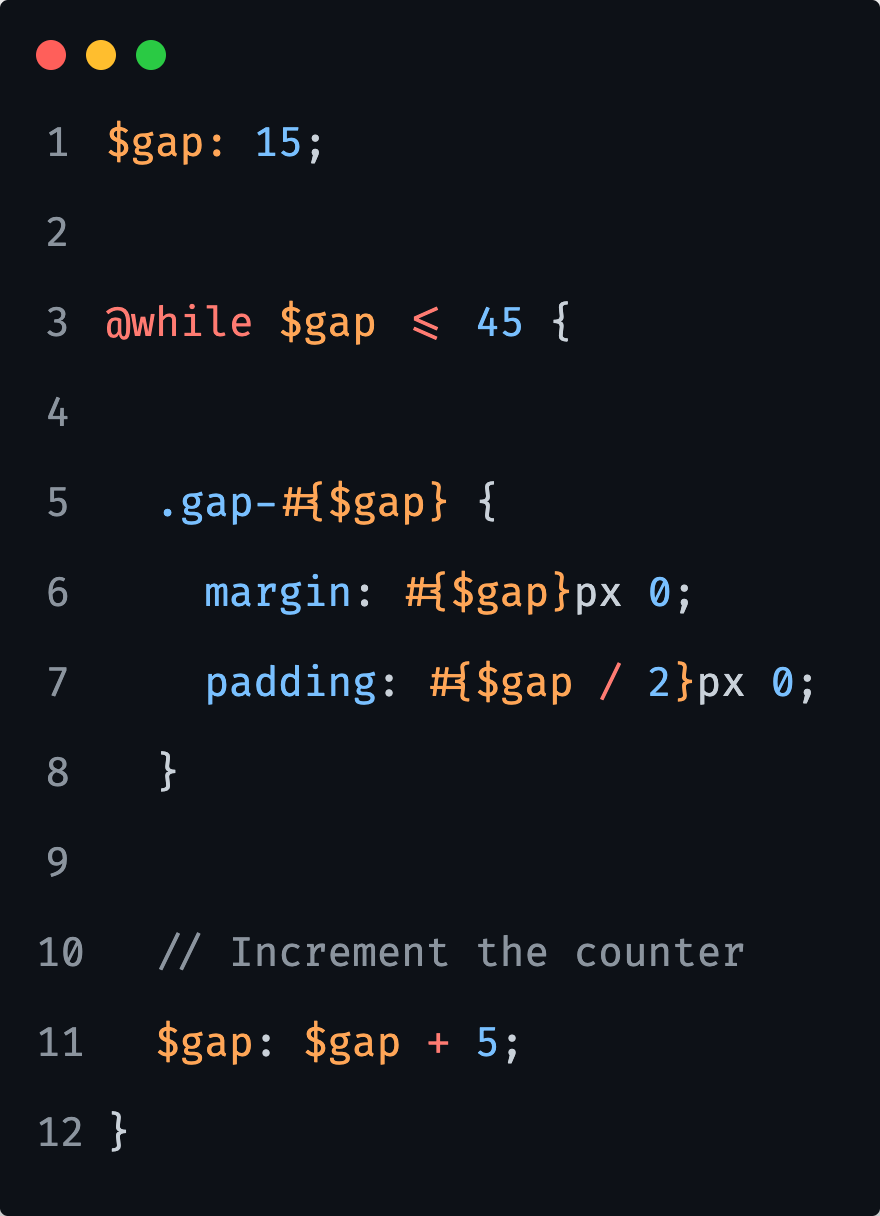 1 $gap: 15;
2
3 @while $gap <= 45 {
4
5 .gap-#{$gap} {
6 margin: #{$gap}px 0;
7 padding: #{$gap / 2}px 0;
8 }
9
10 // Increment the counter
11 $gap: $gap + 5;
12 }